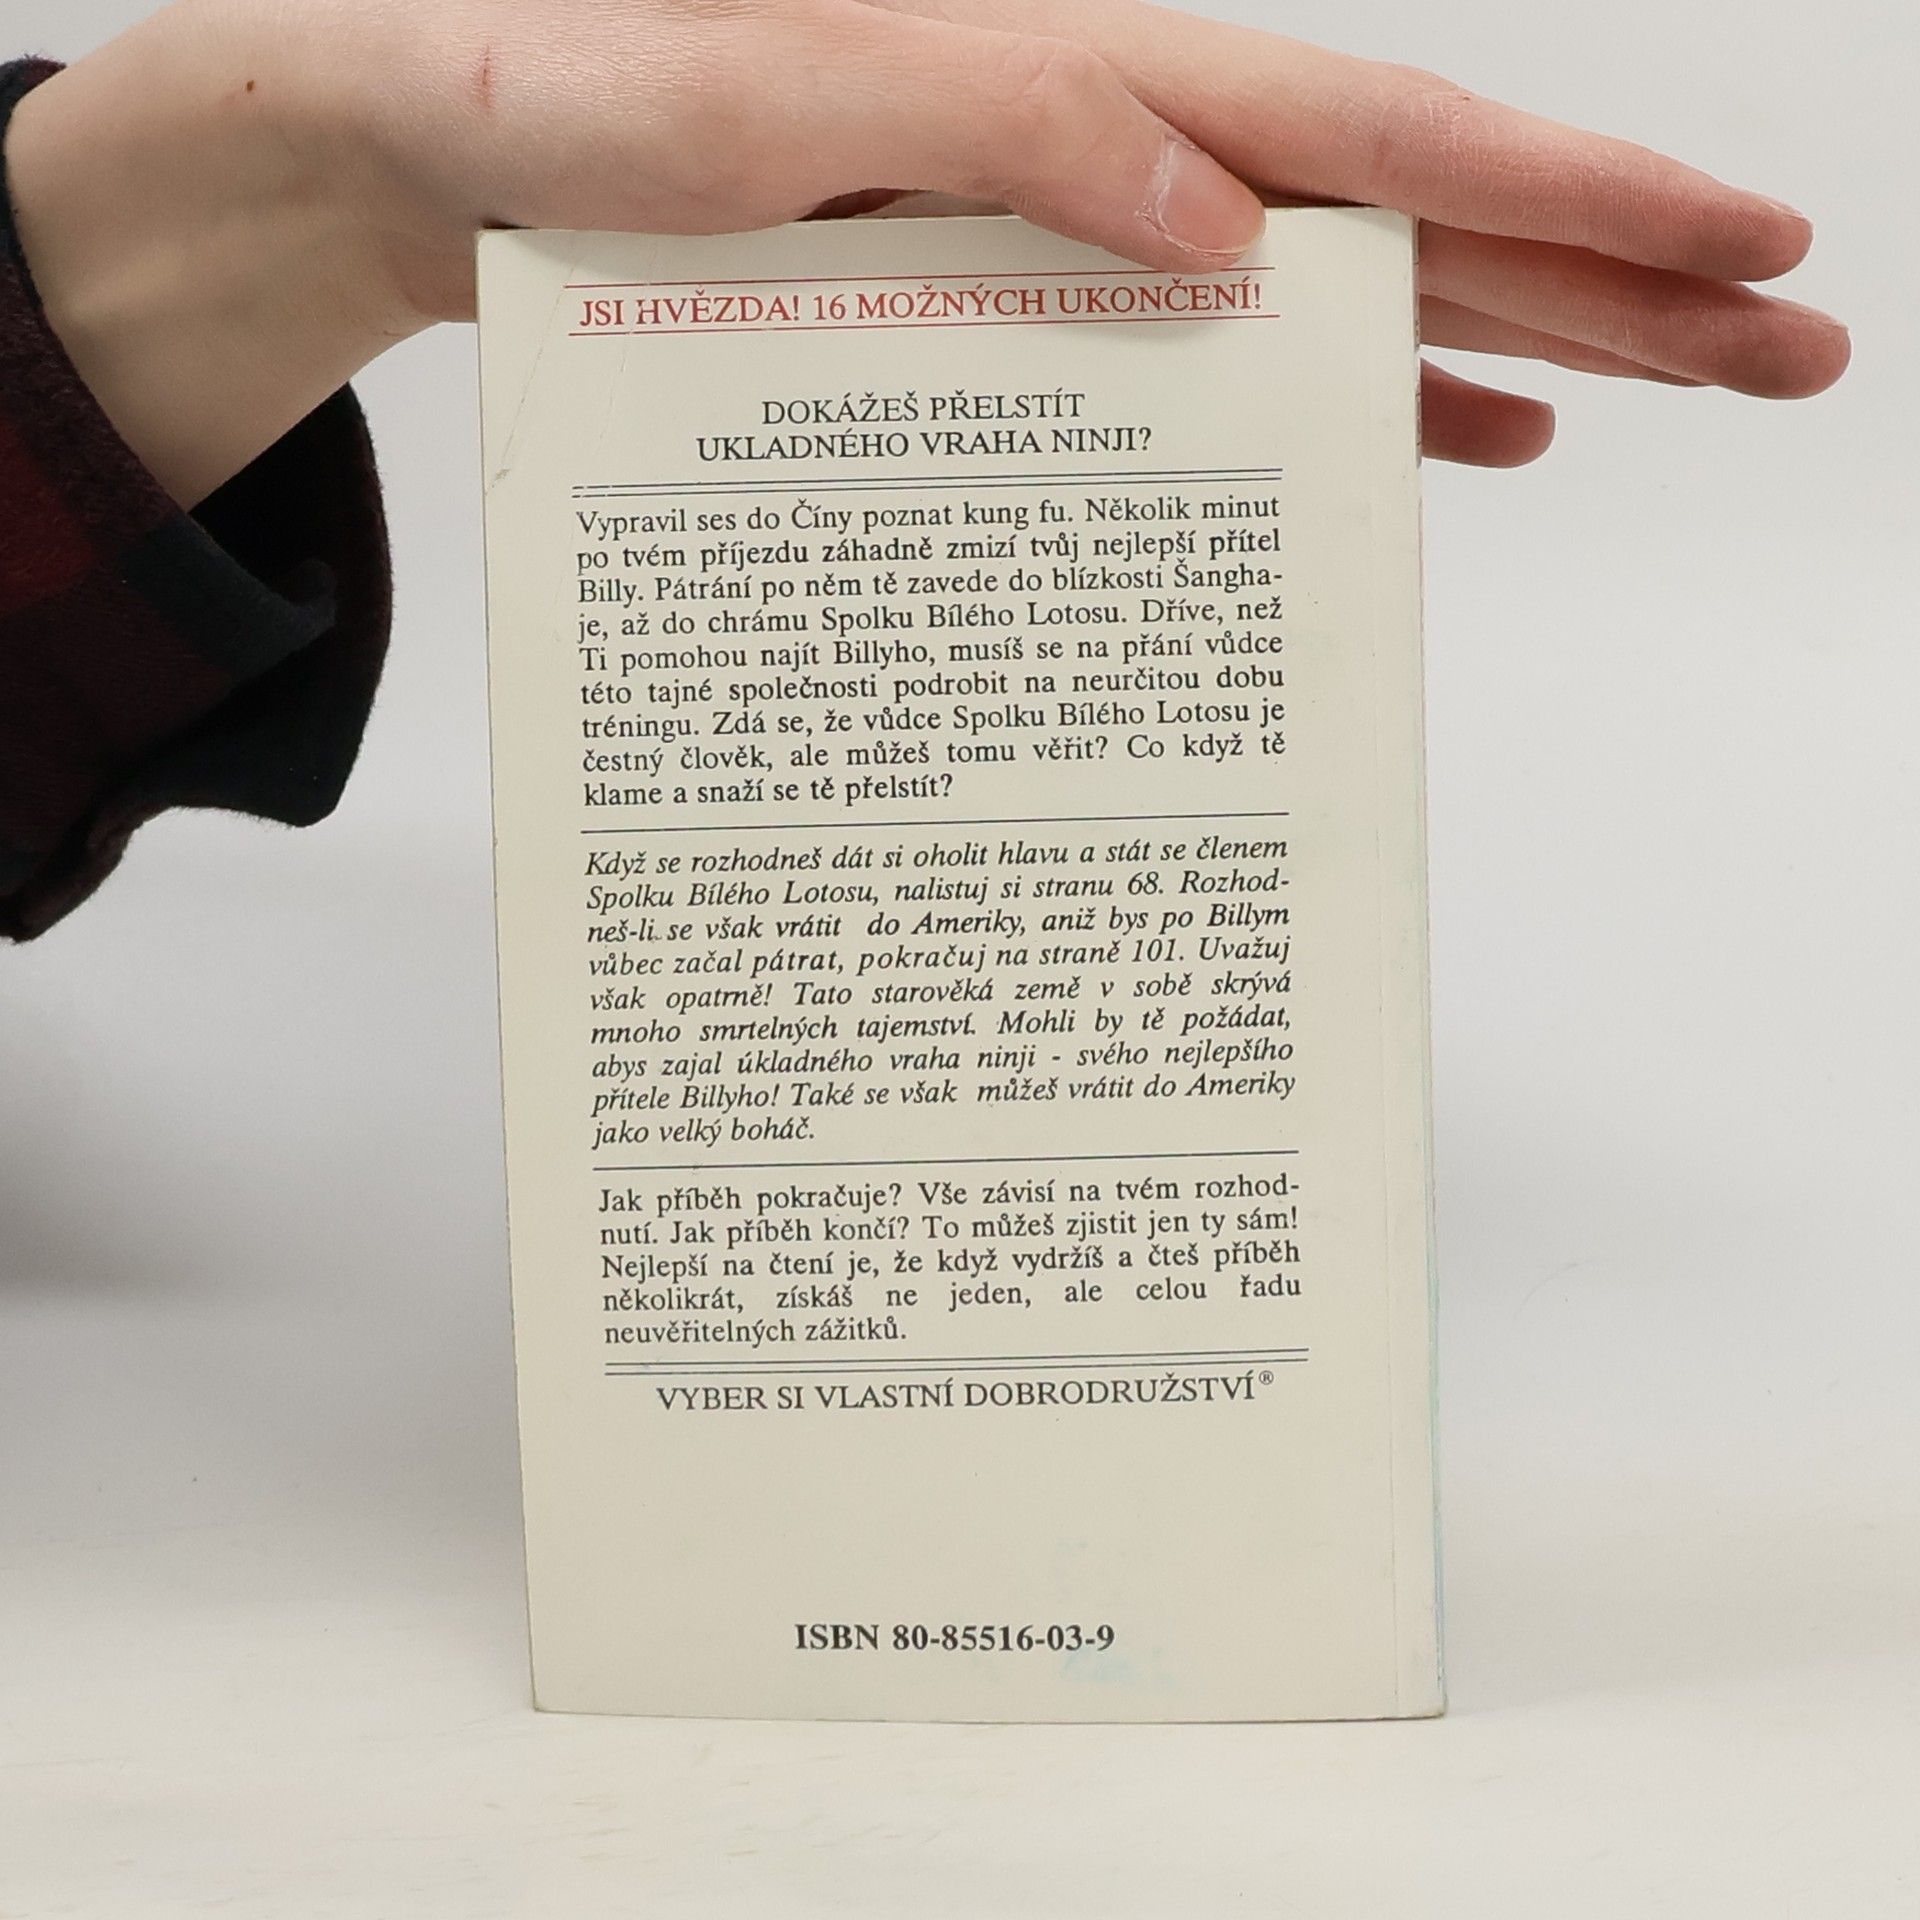 JSI HVĚZDA! 16 MOŽNÝCH UKONČENÍ!
DOKÁŽEŠ PŘELSTÍT
UKLADNÉHO VRAHA NINJI?
Vypravil ses do Číny poznat kung fu. Několik minut
po tvém příjezdu záhadně zmizí tvůj nejlepší přítel
Billy. Pátrání po něm tě zavede do blízkosti Šangha-
je, až do chrámu Spolku Bílého Lotosu. Dříve, než
Ti pomohou najít Billyho, musíš se na přání vůdce
této tajné společnosti podrobit na neurčitou dobu
tréningu. Zdá se, že vůdce Spolku Bílého Lotosu je
čestný člověk, ale můžeš tomu věřit? Co když tě
klame a snaží se tě přelstít?
Když se rozhodneš dát si oholit hlavu a stát se členem
Spolku Bílého Lotosu, nalistuj si stranu 68. Rozhod-
neš-li se však vrátit do Ameriky, aniž bys po Billym
vůbec začal pátrat, pokračuj na straně 101. Uvažuj
však opatrně! Tato starověká země v sobě skrývá
mnoho smrtelných tajemství. Mohli by tě požádat,
abys zajal úkladného vraha ninji - svého nejlepšího
přítele Billyho! Také se však můžeš vrátit do Ameriky
jako velký boháč.
Jak příběh pokračuje? Vše závisí na tvém rozhod-
nutí. Jak příběh končí? To můžeš zjistit jen ty sám!
Nejlepší na čtení je, že když vydržíš a čteš příběh
několikrát, získáš ne jeden, ale celou řadu
neuvěřitelných zážitků.
VYBER SI VLASTNÍ DOBRODRUŽSTVÍ®
ISBN 80-85516-03-9